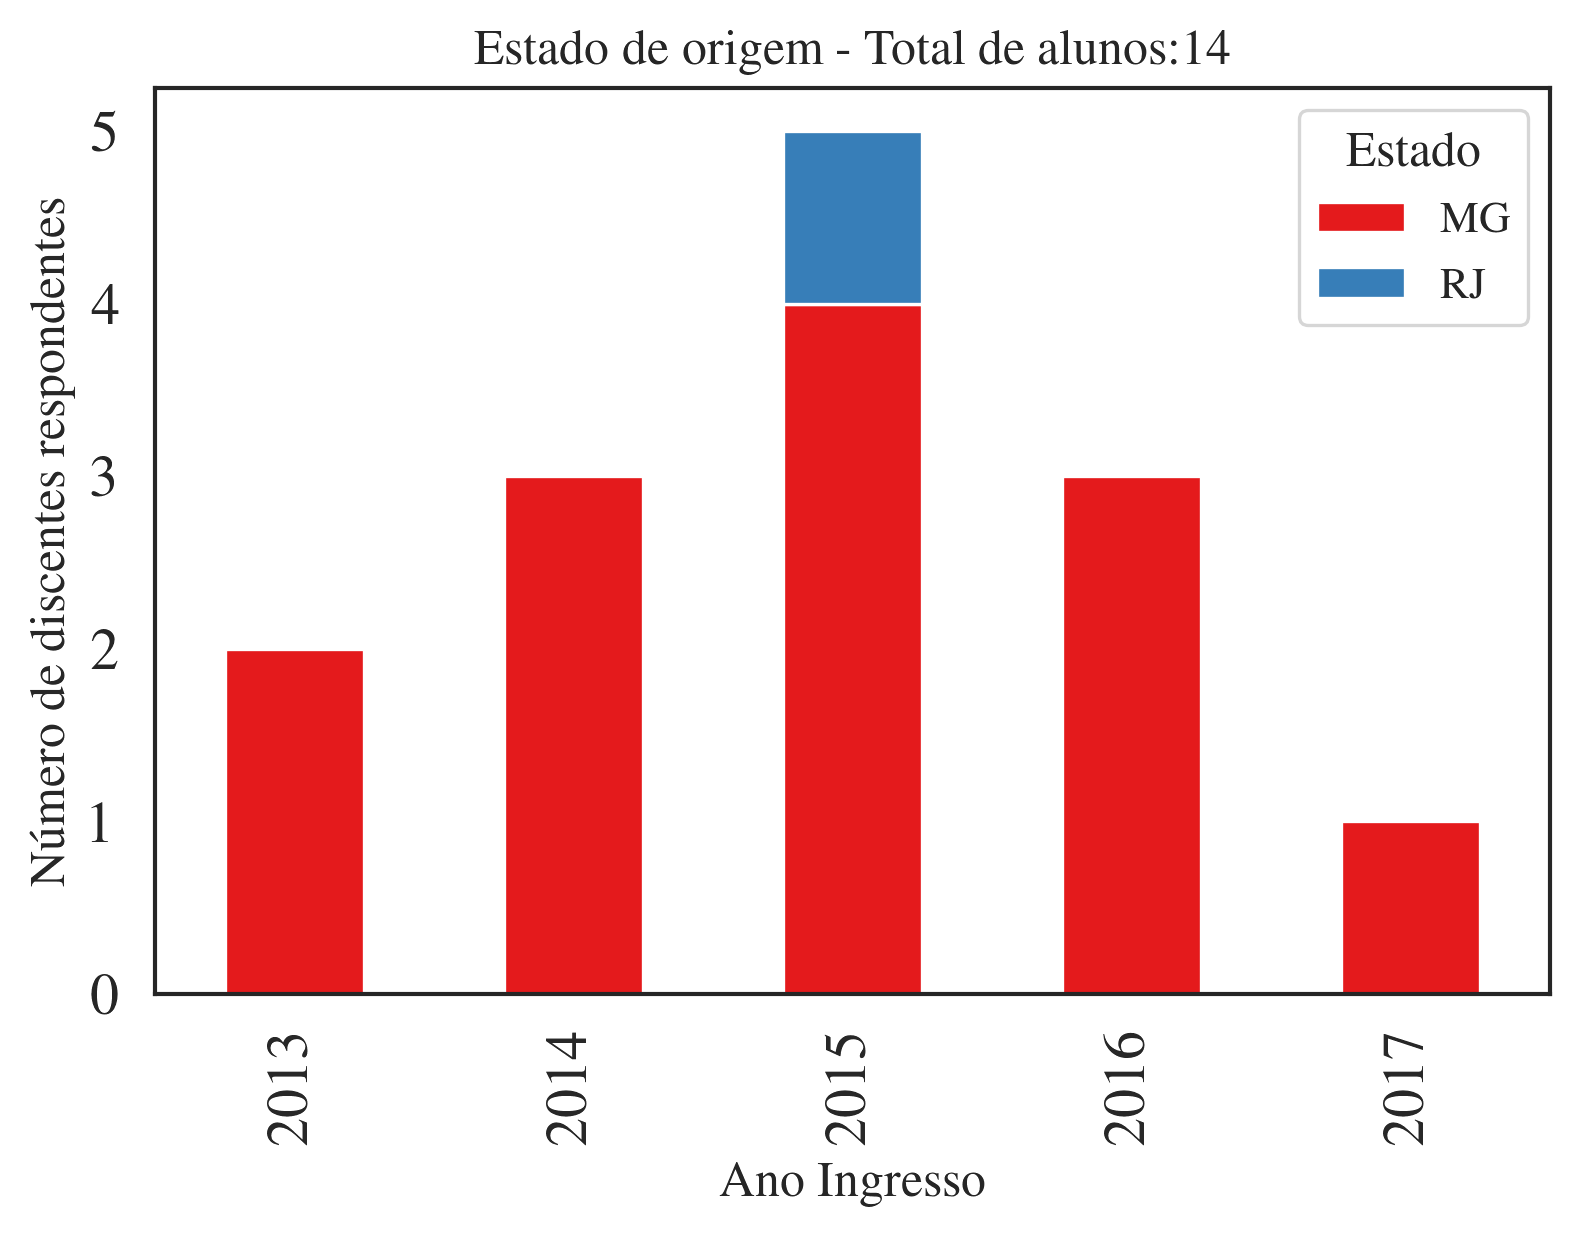 Estado de origem - Total de alunos:14
Número de discentes respondentes
5
4
3
2
1
0
Estado
MG
RJ
2013
2014
2015
2016
2017
Ano Ingresso